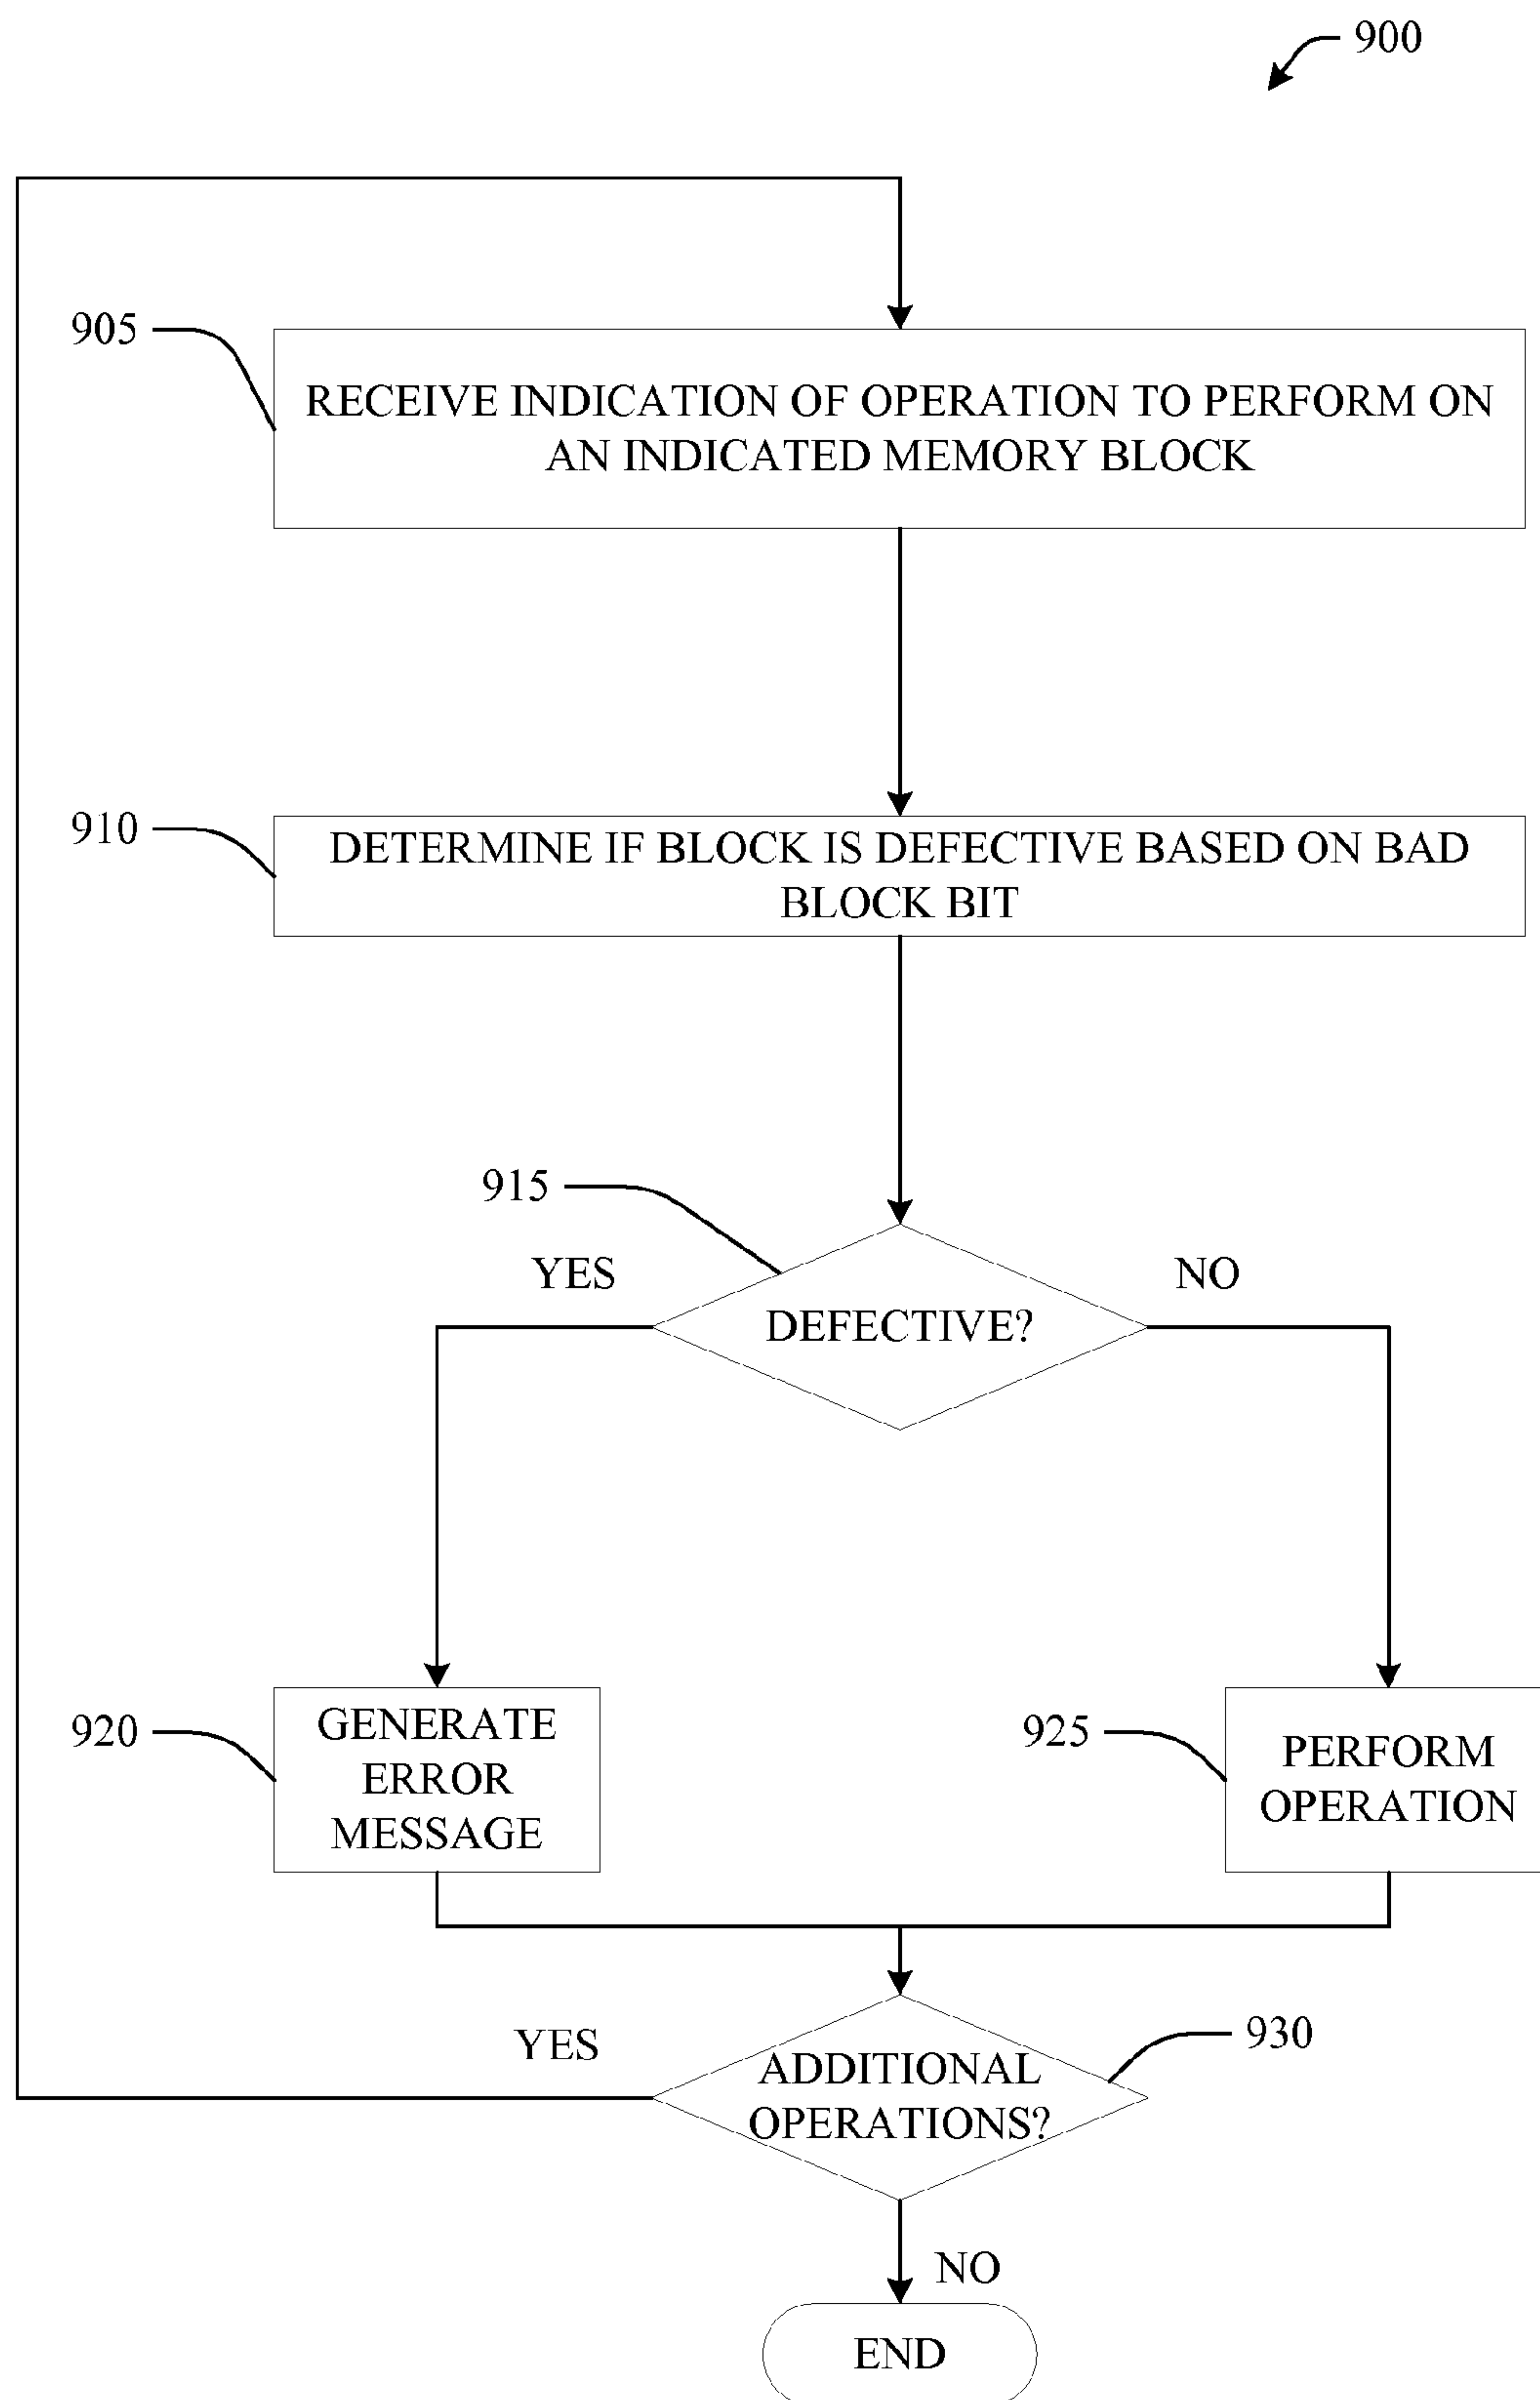 900
905
RECEIVE INDICATION OF OPERATION TO PERFORM ON
AN INDICATED MEMORY BLOCK
910
DETERMINE IF BLOCK IS DEFECTIVE BASED ON BAD
BLOCK BIT
915
YES
NO
DEFECTIVE?
920
GENERATE
ERROR
MESSAGE
925
PERFORM
OPERATION
YES
930
ADDITIONAL
OPERATIONS?
NO
END